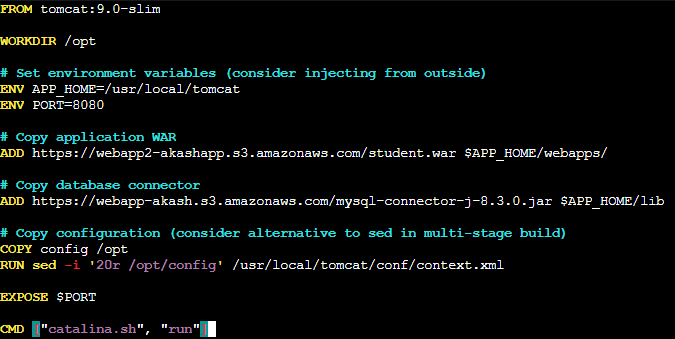 FROM tomcat:9.0-slim
WORKDIR /opt
# Set environment variables (consider injecting from outside)
ENV APP_HOME=/usr/local/tomcat
ENV PORT=8080
# Copy application WAR
ADD https://webapp2-akashapp.s3.amazonaws.com/student.war $APP_HOME/webapps/
# Copy database connector
ADD https://webapp-akash.s3.amazonaws.com/mysql-connector-j-8.3.0.jar $APP_HOME/lib
# Copy configuration (consider alternative to sed in multi-stage build)
COPY config /opt
RUN sed -i '20r /opt/config' /usr/local/tomcat/conf/context.xml
EXPOSE $PORT
CMD ["catalina.sh", "run"]